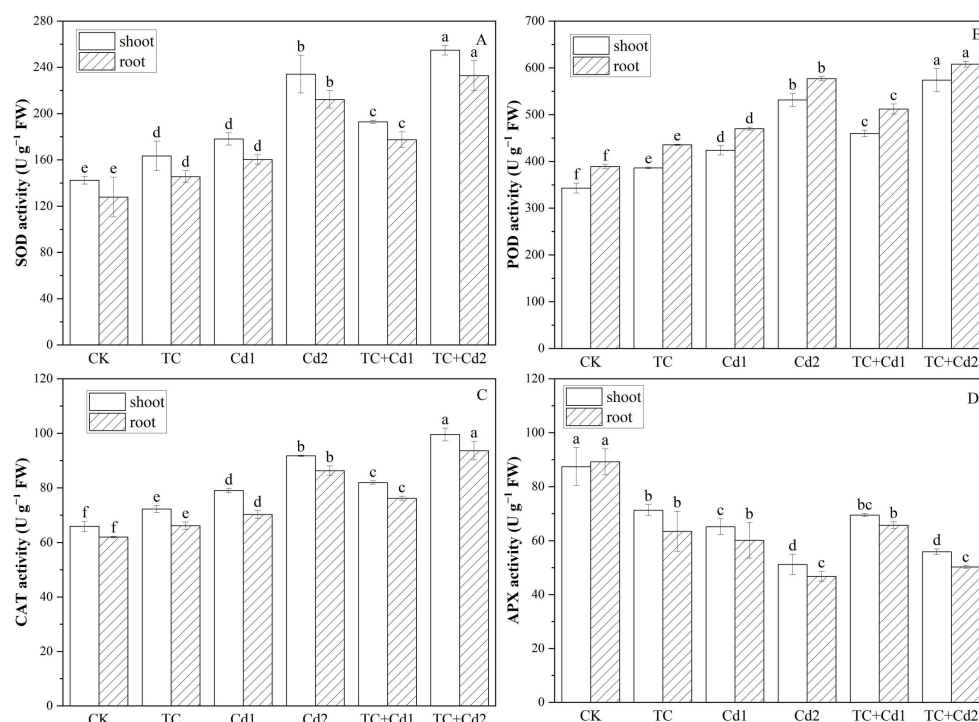 A
shoot
root
SOD activity (U g⁻¹ FW)
280
240
200
160
120
80
40
0
e e d d d d b b c c a a
CK TC Cd1 Cd2 TC+Cd1 TC+Cd2
B
shoot
root
POD activity (U g⁻¹ FW)
700
600
500
400
300
200
100
0
f f e e d d b b c c a a
CK TC Cd1 Cd2 TC+Cd1 TC+Cd2
C
shoot
root
CAT activity (U g⁻¹ FW)
120
100
80
60
40
20
0
f f e e d d b b c c a a
CK TC Cd1 Cd2 TC+Cd1 TC+Cd2
D
shoot
root
APX activity (U g⁻¹ FW)
120
100
80
60
40
20
0
a a b b c b d c bc b d c
CK TC Cd1 Cd2 TC+Cd1 TC+Cd2